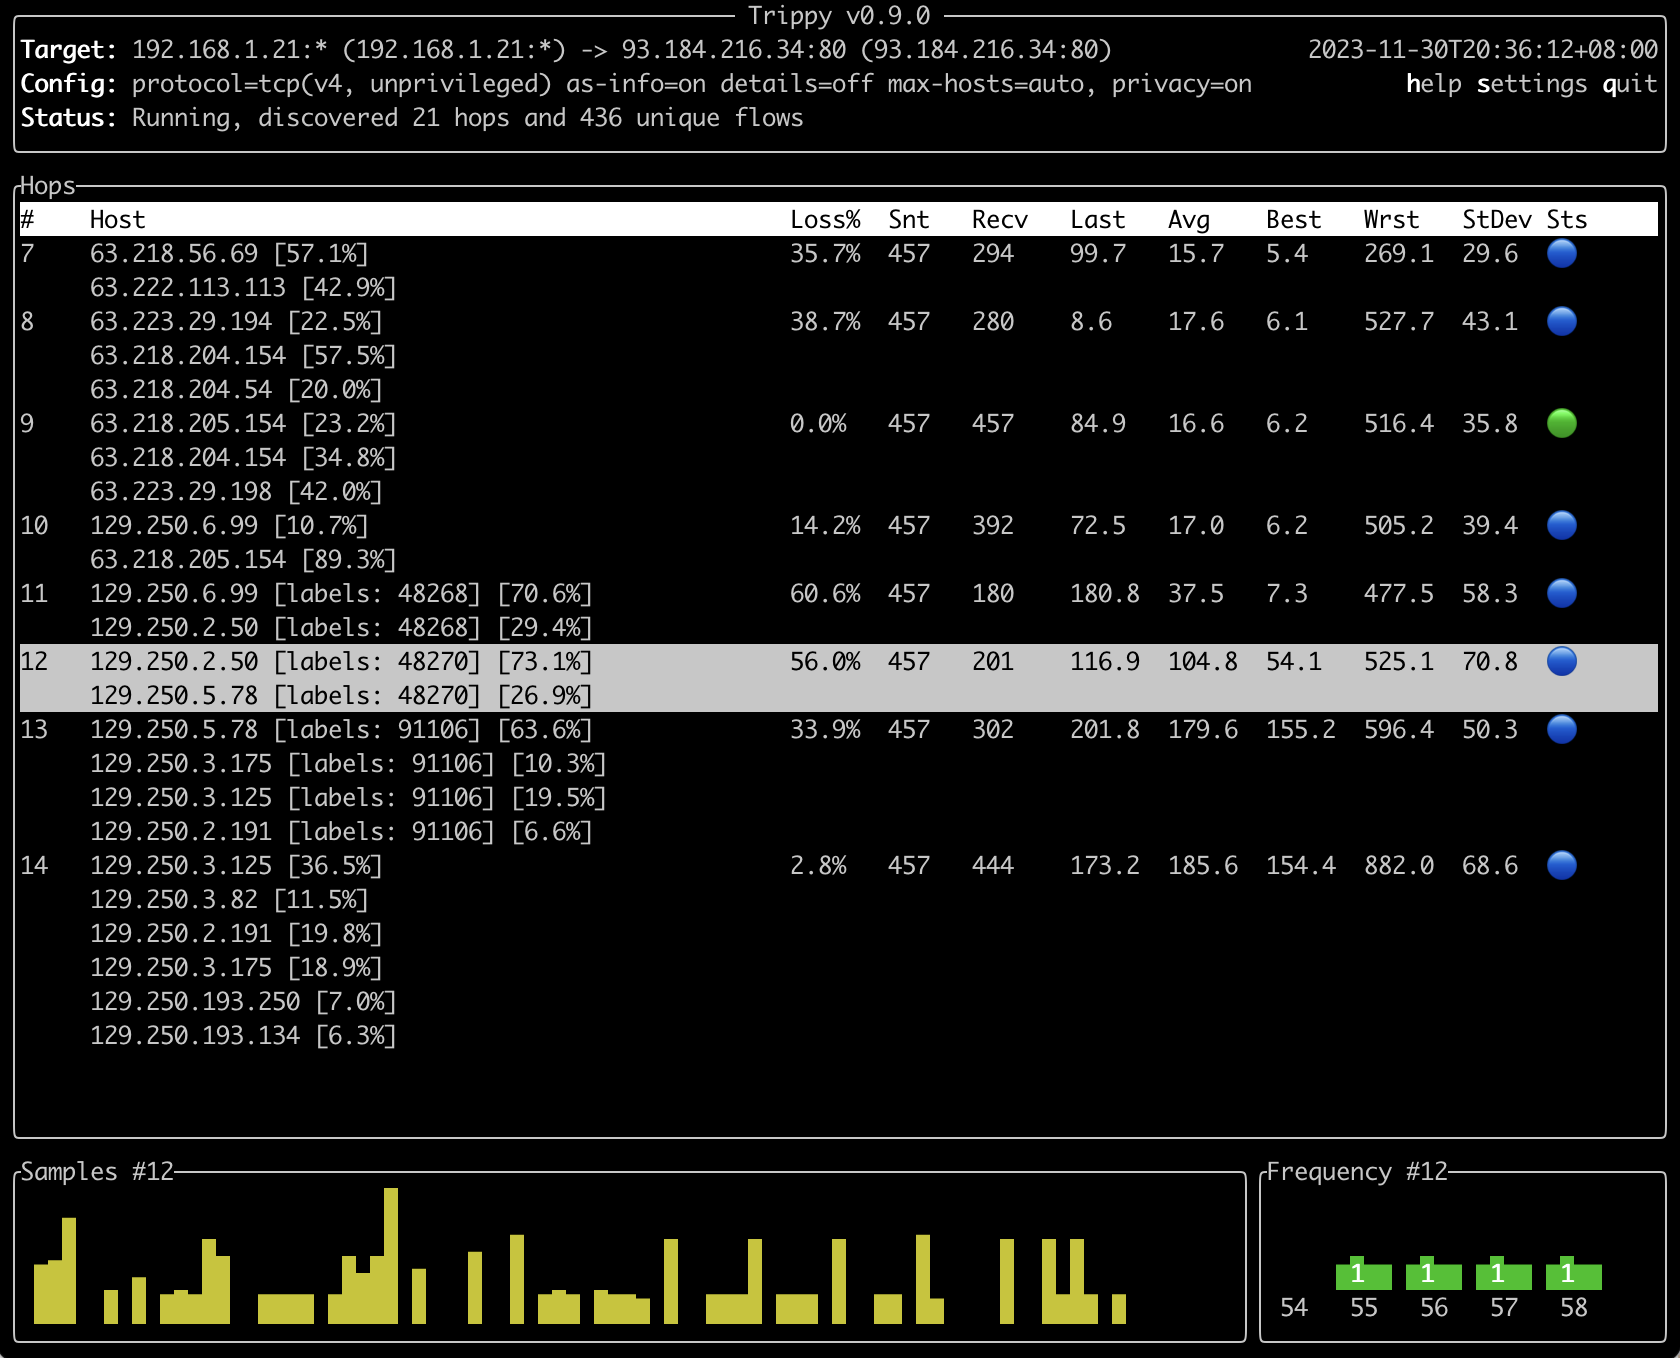 Trippy v0.9.0
Target: 192.168.1.21:* (192.168.1.21:*) -> 93.184.216.34:80 (93.184.216.34:80) 2023-11-30T20:36:12+08:00
Config: protocol=tcp(v4, unprivileged) as-info=on details=off max-hosts=auto, privacy=on help settings quit
Status: Running, discovered 21 hops and 436 unique flows
Hops
# Host Loss% Snt Recv Last Avg Best Wrst StDev Sts
7 63.218.56.69 [57.1%] 35.7% 457 294 99.7 15.7 5.4 269.1 29.6
63.222.113.113 [42.9%]
8 63.223.29.194 [22.5%] 38.7% 457 280 8.6 17.6 6.1 527.7 43.1
63.218.204.154 [57.5%]
63.218.204.54 [20.0%]
9 63.218.205.154 [23.2%] 0.0% 457 457 84.9 16.6 6.2 516.4 35.8
63.218.204.154 [34.8%]
63.223.29.198 [42.0%]
10 129.250.6.99 [10.7%] 14.2% 457 392 72.5 17.0 6.2 505.2 39.4
63.218.205.154 [89.3%]
11 129.250.6.99 [labels: 48268] [70.6%] 60.6% 457 180 180.8 37.5 7.3 477.5 58.3
129.250.2.50 [labels: 48268] [29.4%]
12 129.250.2.50 [labels: 48270] [73.1%] 56.0% 457 201 116.9 104.8 54.1 525.1 70.8
129.250.5.78 [labels: 48270] [26.9%]
13 129.250.5.78 [labels: 91106] [63.6%] 33.9% 457 302 201.8 179.6 155.2 596.4 50.3
129.250.3.175 [labels: 91106] [10.3%]
129.250.3.125 [labels: 91106] [19.5%]
129.250.2.191 [labels: 91106] [6.6%]
14 129.250.3.125 [36.5%] 2.8% 457 444 173.2 185.6 154.4 882.0 68.6
129.250.3.82 [11.5%]
129.250.2.191 [19.8%]
129.250.3.175 [18.9%]
129.250.193.250 [7.0%]
129.250.193.134 [6.3%]
Samples #12
Frequency #12
1 1 1 1
54 55 56 57 58